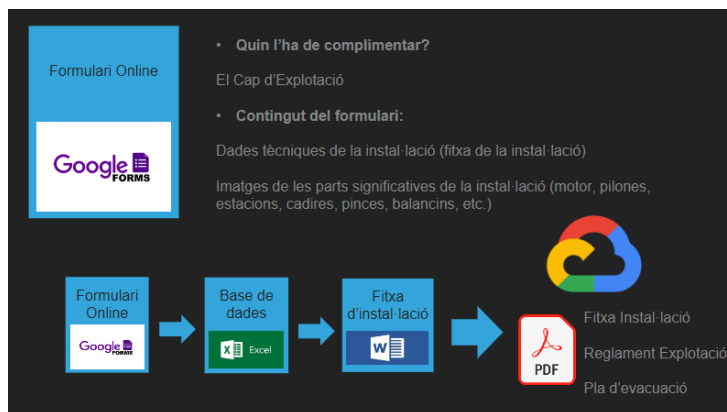 Formulari Online
Google
FORMS
• Quin l'ha de complimentar?
El Cap d'Explotació
• Contingut del formulari:
Dades tècniques de la instal·lació (fitxa de la instal·lació)
Imatges de les parts significatives de la instal·lació (motor, pilones,
estacions, cadires, pinces, balancins, etc.)
Formulari
Online
Google
FORMS
Base de
dades
X Excel
Fitxa
d'instal·lació
W
PDF
Fitxa Instal·lació
Reglament Explotació
Pla d'evacuació